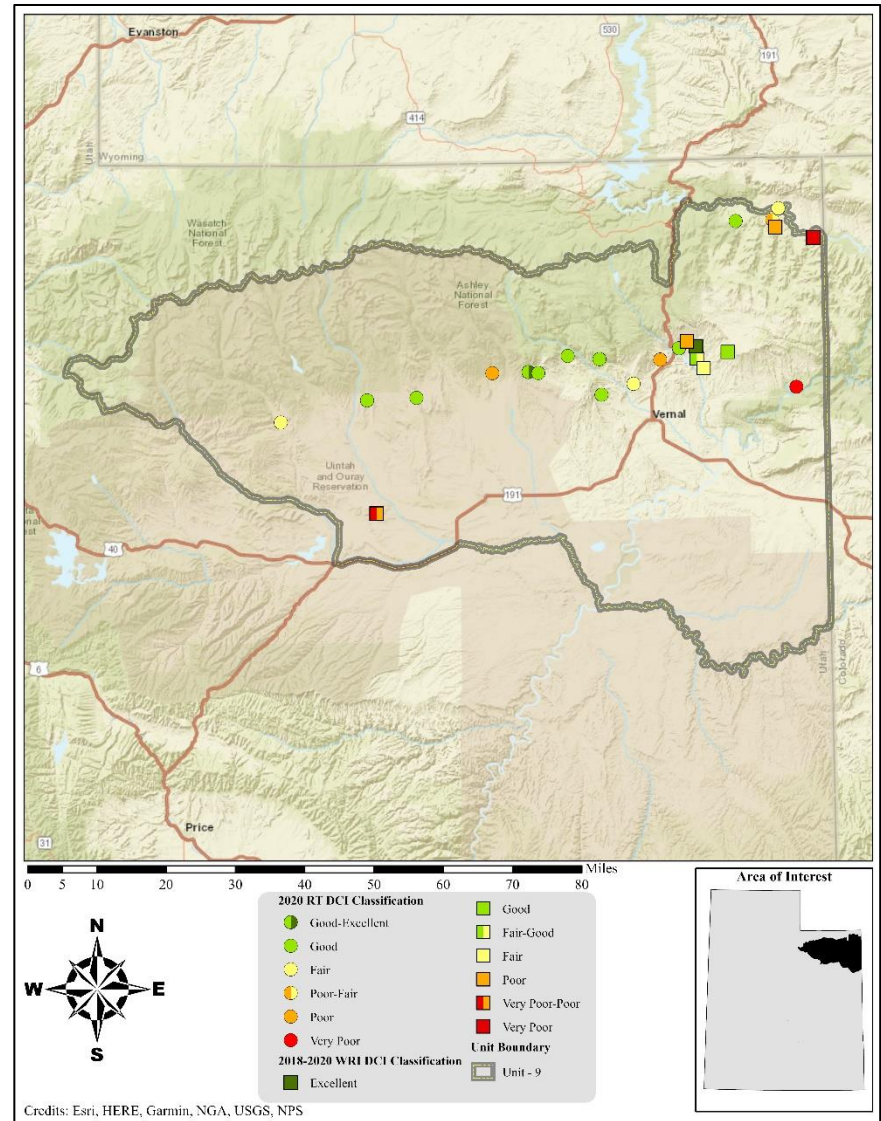 Evanston
530
191
414
Utah
Wyoming
Wasatch
National
Forest
Ashley
National
Forest
Vernal
Uintah
and Ouray
Reservation
191
40
6
Utah
Colorado
Price
31
Miles
0 5 10 20 30 40 50 60 70 80
N
W E
S
2020 RT DCI Classification
Good-Excellent
Good
Fair
Poor-Fair
Poor
Very Poor
2018-2020 WRI DCI Classification
Excellent
Good
Fair-Good
Fair
Poor
Very Poor-Poor
Very Poor
Unit Boundary
Unit - 9
Area of Interest
Credits: Esri, HERE, Garmin, NGA, USGS, NPS